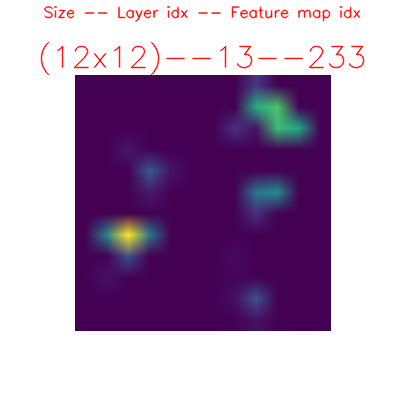 Size -- Layer idx -- Feature map idx
(12x12)--13--233